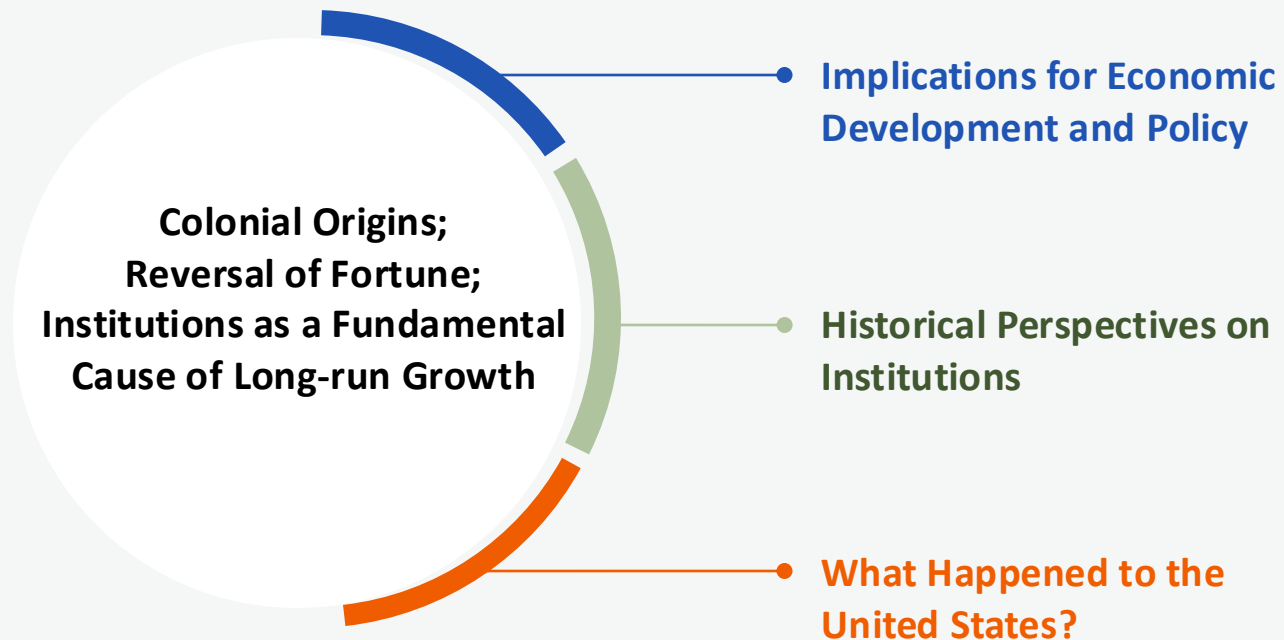 Colonial Origins;
Reversal of Fortune;
Institutions as a Fundamental
Cause of Long-run Growth
Implications for Economic
Development and Policy
Historical Perspectives on
Institutions
What Happened to the
United States?